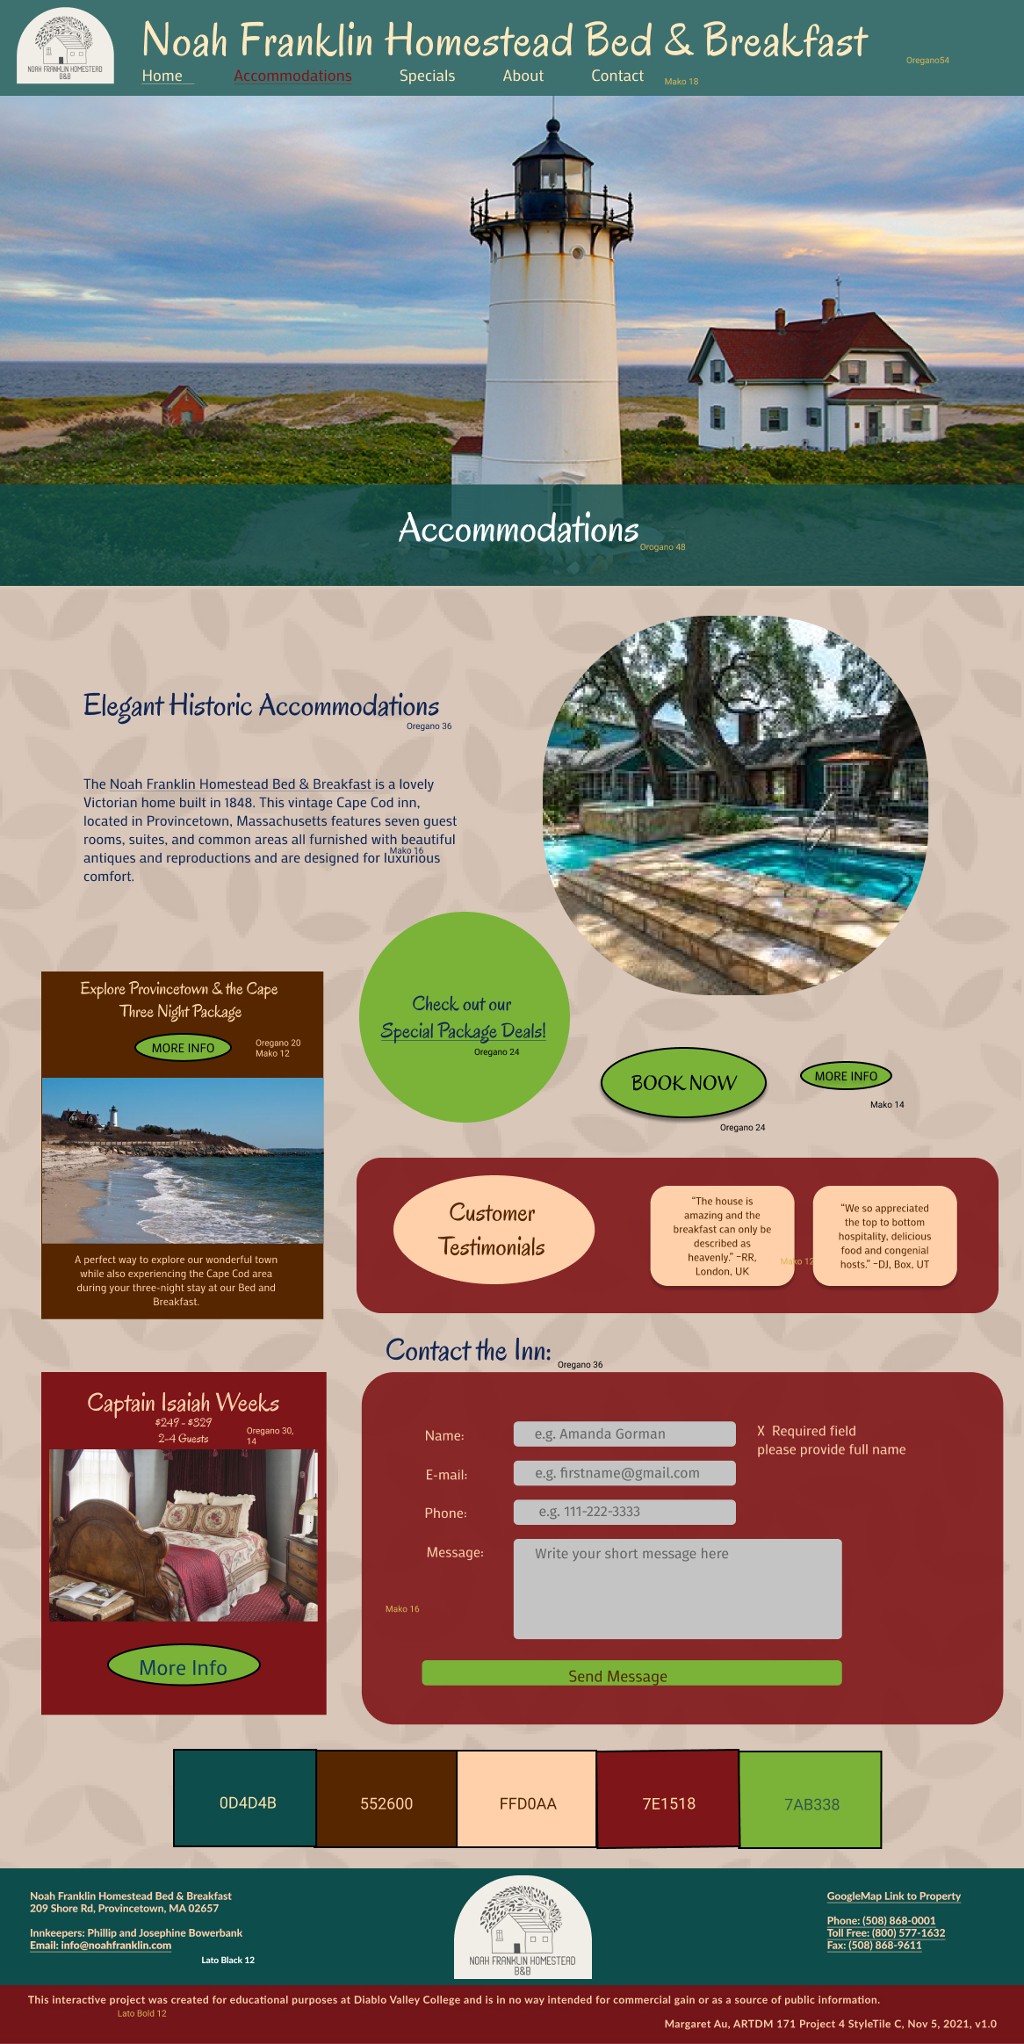 NOAH FRANKLIN HOMESTEAD
B&B
Noah Franklin Homestead Bed & Breakfast
Oregano54
Home Accommodations Specials About Contact
Mako 18
Accommodations
Orogano 48
Elegant Historic Accommodations
Oregano 36
The Noah Franklin Homestead Bed & Breakfast is a lovely
Victorian home built in 1848. This vintage Cape Cod inn,
located in Provincetown, Massachusetts features seven guest
rooms, suites, and common areas all furnished with beautiful
Mako 16
antiques and reproductions and are designed for luxurious
comfort.
Explore Provincetown & the Cape
Three Night Package
MORE INFO
Oregano 20
Mako 12
A perfect way to explore our wonderful town
while also experiencing the Cape Cod area
during your three-night stay at our Bed and
Breakfast.
Check out our
Special Package Deals!
Oregano 24
BOOK NOW
Oregano 24
MORE INFO
Mako 14
Customer
Testimonials
"The house is
amazing and the
breakfast can only be
described as
heavenly." –RR,
London, UK
Mako 12
"We so appreciated
the top to bottom
hospitality, delicious
food and congenial
hosts." –DJ, Box, UT
Captain Isaiah Weeks
$249 - $329
2-4 Guests
Oregano 30,
14
More Info
Contact the Inn:
Oregano 36
Name:
e.g. Amanda Gorman
X Required field
please provide full name
E-mail:
e.g. firstname@gmail.com
Phone:
e.g. 111-222-3333
Message:
Write your short message here
Mako 16
Send Message
0D4D4B
552600
FFD0AA
7E1518
7AB338
Noah Franklin Homestead Bed & Breakfast
209 Shore Rd, Provincetown, MA 02657
Innkeepers: Phillip and Josephine Bowerbank
Email: info@noahfranklin.com
Lato Black 12
NOAH FRANKLIN HOMESTEAD
B&B
GoogleMap Link to Property
Phone: (508) 868-0001
Toll Free: (800) 577-1632
Fax: (508) 868-9611
This interactive project was created for educational purposes at Diablo Valley College and is in no way intended for commercial gain or as a source of public information.
Lato Bold 12
Margaret Au, ARTDM 171 Project 4 StyleTile C, Nov 5, 2021, v1.0